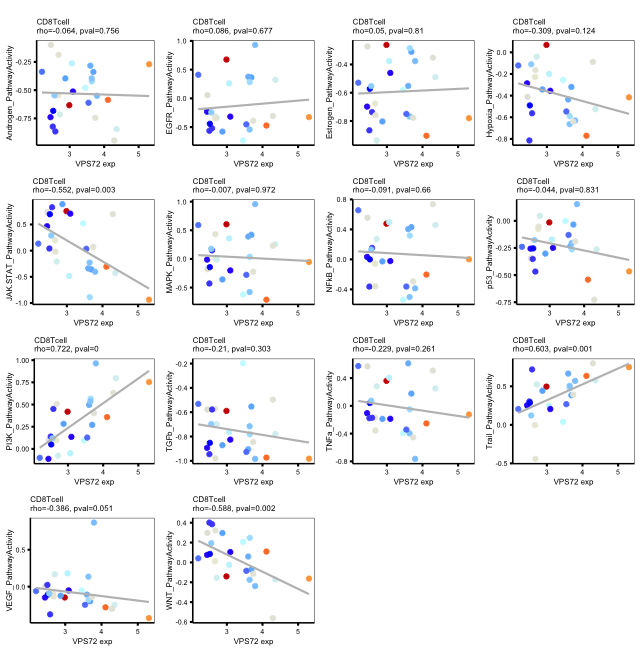 CD8Tcell
rho=-0.064, pval=0.756
Androgen_PathwayActivity
-0.25
-0.50
-0.75
3 4 5
VPS72 exp
CD8Tcell
rho=0.086, pval=0.677
EGFR_PathwayActivity
1.0
0.5
0.0
-0.5
3 4 5
VPS72 exp
CD8Tcell
rho=0.05, pval=0.81
Estrogen_PathwayActivity
-0.3
-0.6
-0.9
3 4 5
VPS72 exp
CD8Tcell
rho=-0.309, pval=0.124
Hypoxia_PathwayActivity
0.0
-0.2
-0.4
-0.6
-0.8
3 4 5
VPS72 exp
CD8Tcell
rho=-0.552, pval=0.003
JAK.STAT_PathwayActivity
1.0
0.5
0.0
-0.5
-1.0
3 4 5
VPS72 exp
CD8Tcell
rho=-0.007, pval=0.972
MAPK_PathwayActivity
1.0
0.5
0.0
-0.5
3 4 5
VPS72 exp
CD8Tcell
rho=-0.091, pval=0.66
NFkB_PathwayActivity
0.8
0.4
0.0
-0.4
3 4 5
VPS72 exp
CD8Tcell
rho=-0.044, pval=0.831
p53_PathwayActivity
0.00
-0.25
-0.50
-0.75
3 4 5
VPS72 exp
CD8Tcell
rho=0.722, pval=0
PI3K_PathwayActivity
1.00
0.75
0.50
0.25
0.00
3 4 5
VPS72 exp
CD8Tcell
rho=-0.21, pval=0.303
TGFb_PathwayActivity
-0.2
-0.4
-0.6
-0.8
-1.0
3 4 5
VPS72 exp
CD8Tcell
rho=-0.229, pval=0.261
TNFa_PathwayActivity
0.4
0.0
-0.4
-0.8
3 4 5
VPS72 exp
CD8Tcell
rho=0.603, pval=0.001
Trail_PathwayActivity
0.5
0.0
-0.5
3 4 5
VPS72 exp
CD8Tcell
rho=-0.386, pval=0.051
VEGF_PathwayActivity
0.5
0.0
3 4 5
VPS72 exp
CD8Tcell
rho=-0.588, pval=0.002
WNT_PathwayActivity
0.4
0.2
0.0
-0.2
-0.4
-0.6
3 4 5
VPS72 exp